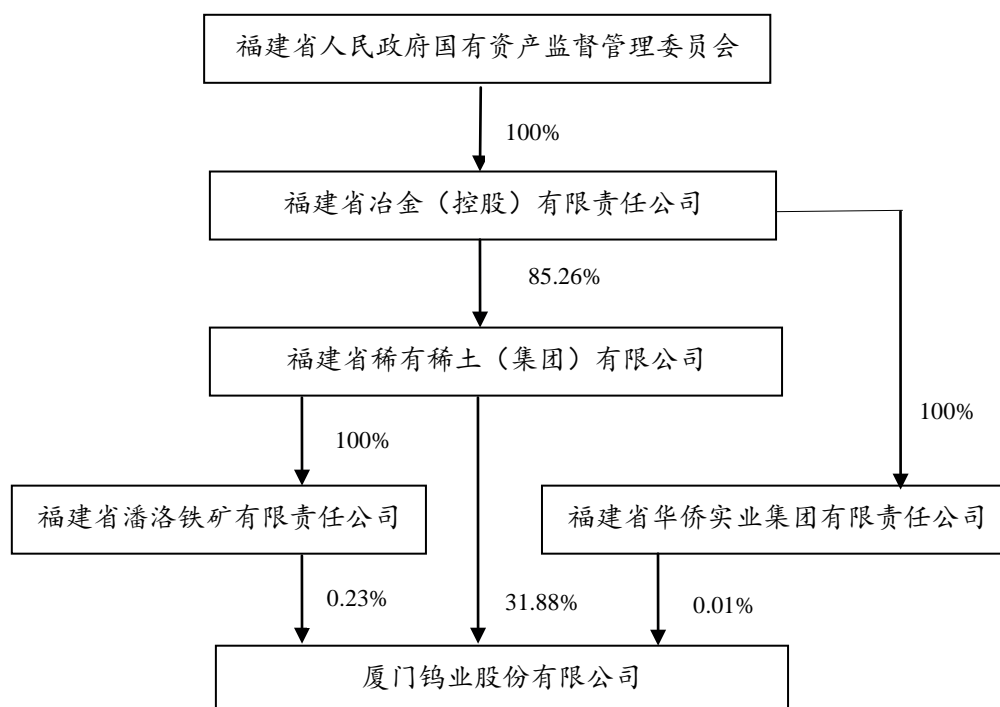 福建省人民政府国有资产监督管理委员会
100%
福建省冶金（控股）有限责任公司
85.26%
福建省稀有稀土（集团）有限公司
100%
100%
福建省潘洛铁矿有限责任公司
福建省华侨实业集团有限责任公司
0.23%
31.88%
0.01%
厦门钨业股份有限公司